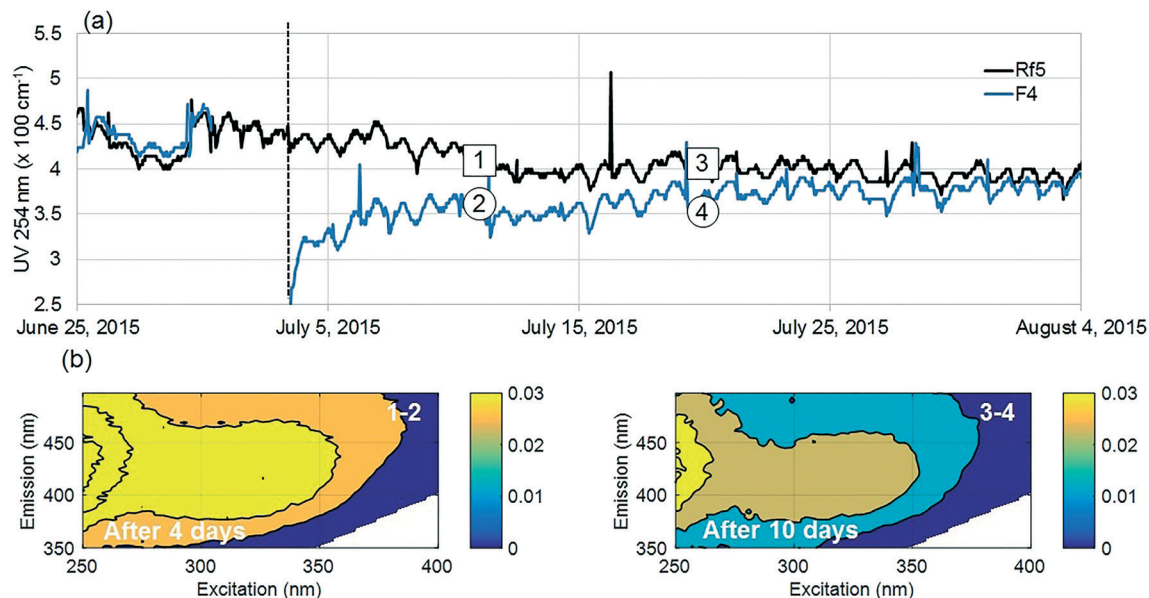 (a)
5.5
5
4.5
4
3.5
3
2.5
UV 254 nm (x 100 cm⁻¹)
Rf5
F4
1
2
3
4
June 25, 2015
July 5, 2015
July 15, 2015
July 25, 2015
August 4, 2015
(b)
1-2
After 4 days
450
400
350
Emission (nm)
250
300
350
400
Excitation (nm)
0.03
0.02
0.01
0
3-4
After 10 days
450
400
350
Emission (nm)
250
300
350
400
Excitation (nm)
0.03
0.02
0.01
0